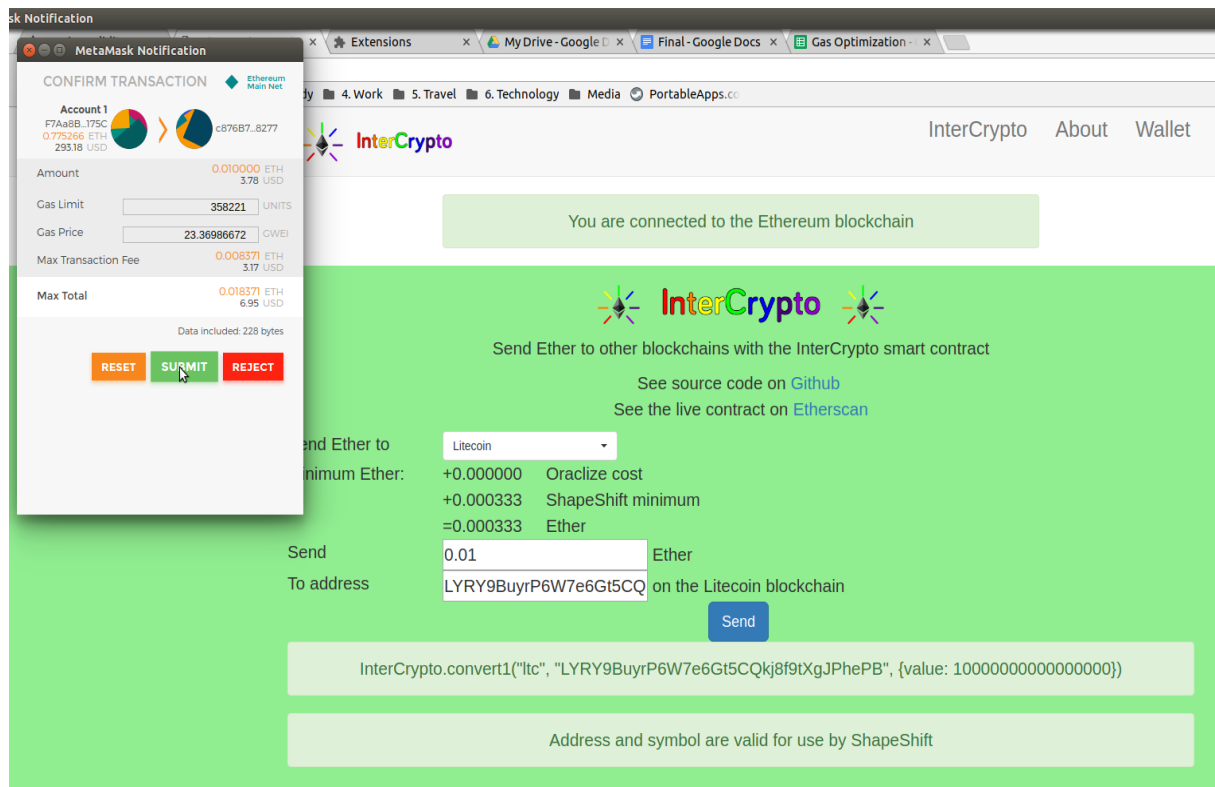 sk Notification
MetaMask Notification
Extensions
My Drive - Google D
Final - Google Docs
Gas Optimization -
4. Work
5. Travel
6. Technology
Media
PortableApps.co
CONFIRM TRANSACTION
Ethereum
Main Net
Account 1
F7Aa8B...175C
0.775266 ETH
293.18 USD
c876B7...8277
Amount
0.010000 ETH
3.78 USD
Gas Limit 358221 UNITS
Gas Price 23.36986672 GWEI
Max Transaction Fee
0.008371 ETH
3.17 USD
Max Total
0.018371 ETH
6.95 USD
Data included: 228 bytes
RESET SUBMIT REJECT
InterCrypto
InterCrypto About Wallet
You are connected to the Ethereum blockchain
InterCrypto
Send Ether to other blockchains with the InterCrypto smart contract
See source code on Github
See the live contract on Etherscan
end Ether to Litecoin
nimum Ether: +0.000000 Oraclize cost
+0.000333 ShapeShift minimum
=0.000333 Ether
Send 0.01 Ether
To address LYRY9BuyrP6W7e6Gt5CQ on the Litecoin blockchain
Send
InterCrypto.convert1("ltc", "LYRY9BuyrP6W7e6Gt5CQkj8f9tXgJPhePB", {value: 10000000000000000})
Address and symbol are valid for use by ShapeShift